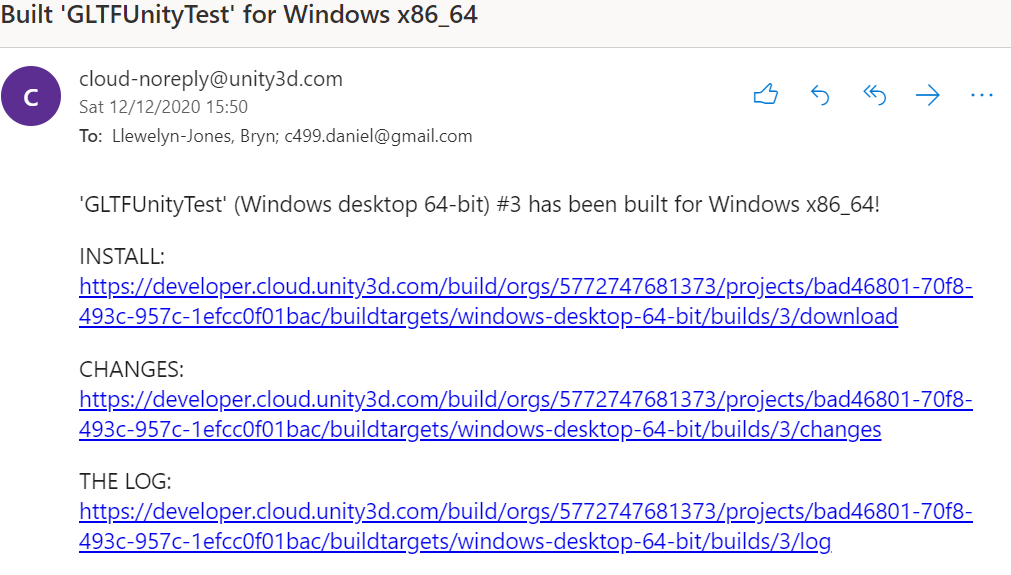 Built 'GLTFUnityTest' for Windows x86_64
C
cloud-noreply@unity3d.com
Sat 12/12/2020 15:50
To: Llewelyn-Jones, Bryn; c499.daniel@gmail.com
'GLTFUnityTest' (Windows desktop 64-bit) #3 has been built for Windows x86_64!
INSTALL:
https://developer.cloud.unity3d.com/build/orgs/5772747681373/projects/bad46801-70f8-
493c-957c-1efcc0f01bac/buildtargets/windows-desktop-64-bit/builds/3/download
CHANGES:
https://developer.cloud.unity3d.com/build/orgs/5772747681373/projects/bad46801-70f8-
493c-957c-1efcc0f01bac/buildtargets/windows-desktop-64-bit/builds/3/changes
THE LOG:
https://developer.cloud.unity3d.com/build/orgs/5772747681373/projects/bad46801-70f8-
493c-957c-1efcc0f01bac/buildtargets/windows-desktop-64-bit/builds/3/log